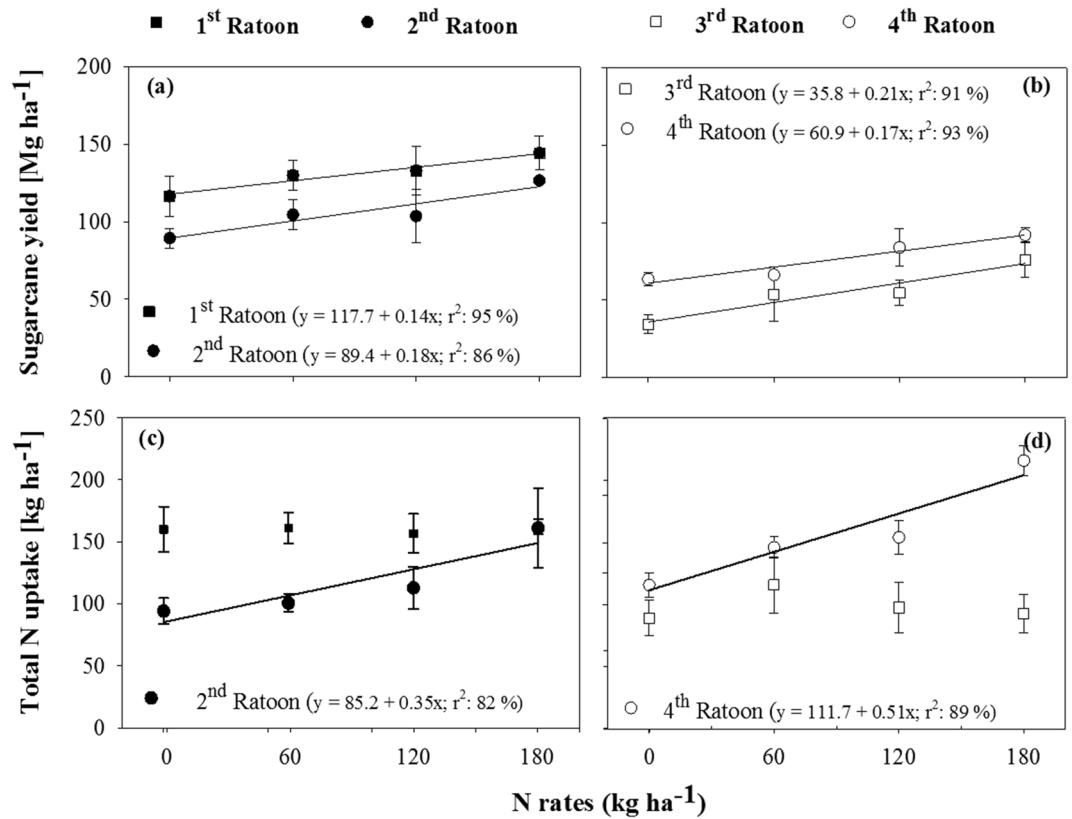 1st Ratoon 2nd Ratoon 3rd Ratoon 4th Ratoon
Sugarcane yield [Mg ha-1]
200
150
100
50
0
(a)
1st Ratoon (y = 117.7 + 0.14x; r2: 95 %)
2nd Ratoon (y = 89.4 + 0.18x; r2: 86 %)
(b)
3rd Ratoon (y = 35.8 + 0.21x; r2: 91 %)
4th Ratoon (y = 60.9 + 0.17x; r2: 93 %)
Total N uptake [kg ha-1]
250
200
150
100
50
0
(c)
2nd Ratoon (y = 85.2 + 0.35x; r2: 82 %)
(d)
4th Ratoon (y = 111.7 + 0.51x; r2: 89 %)
0 60 120 180 0 60 120 180
N rates (kg ha-1)